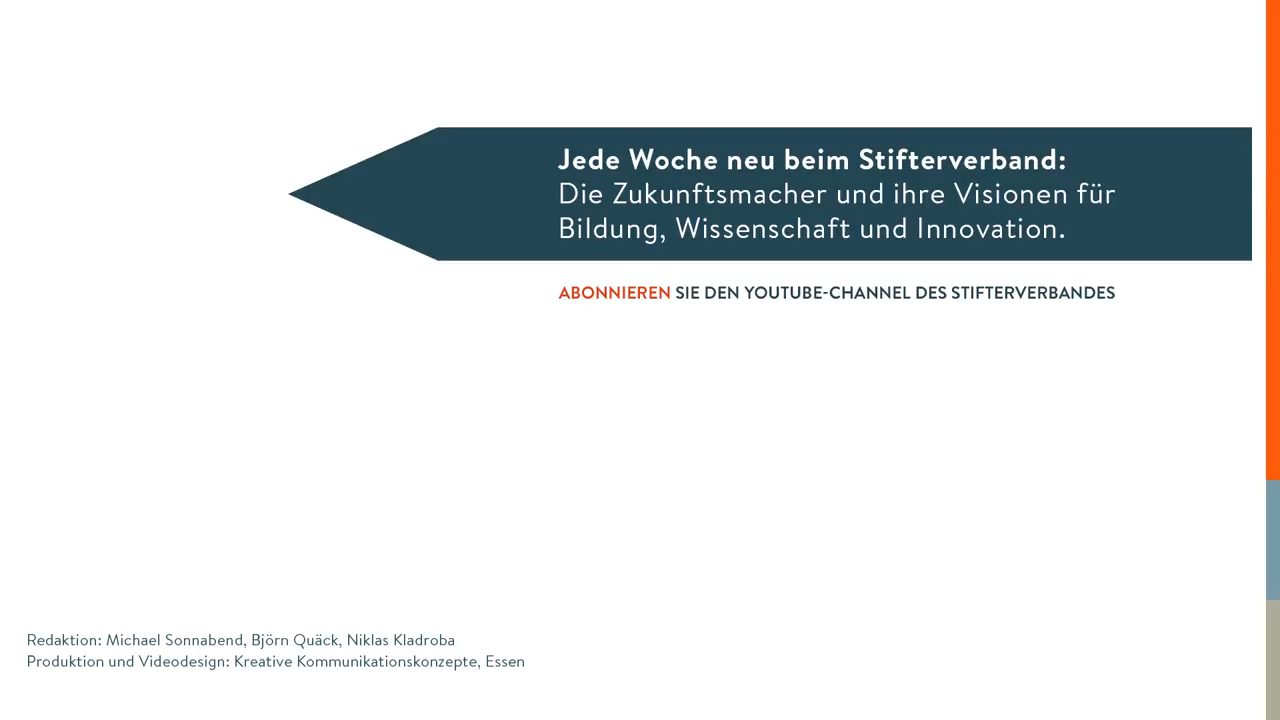 Jede Woche neu beim Stifterverband:
Die Zukunftsmacher und ihre Visionen für
Bildung, Wissenschaft und Innovation.
ABONNIEREN SIE DEN YOUTUBE-CHANNEL DES STIFTERVERBANDES
Redaktion: Michael Sonnabend, Björn Quäck, Niklas Kladroba
Produktion und Videodesign: Kreative Kommunikationskonzepte, Essen